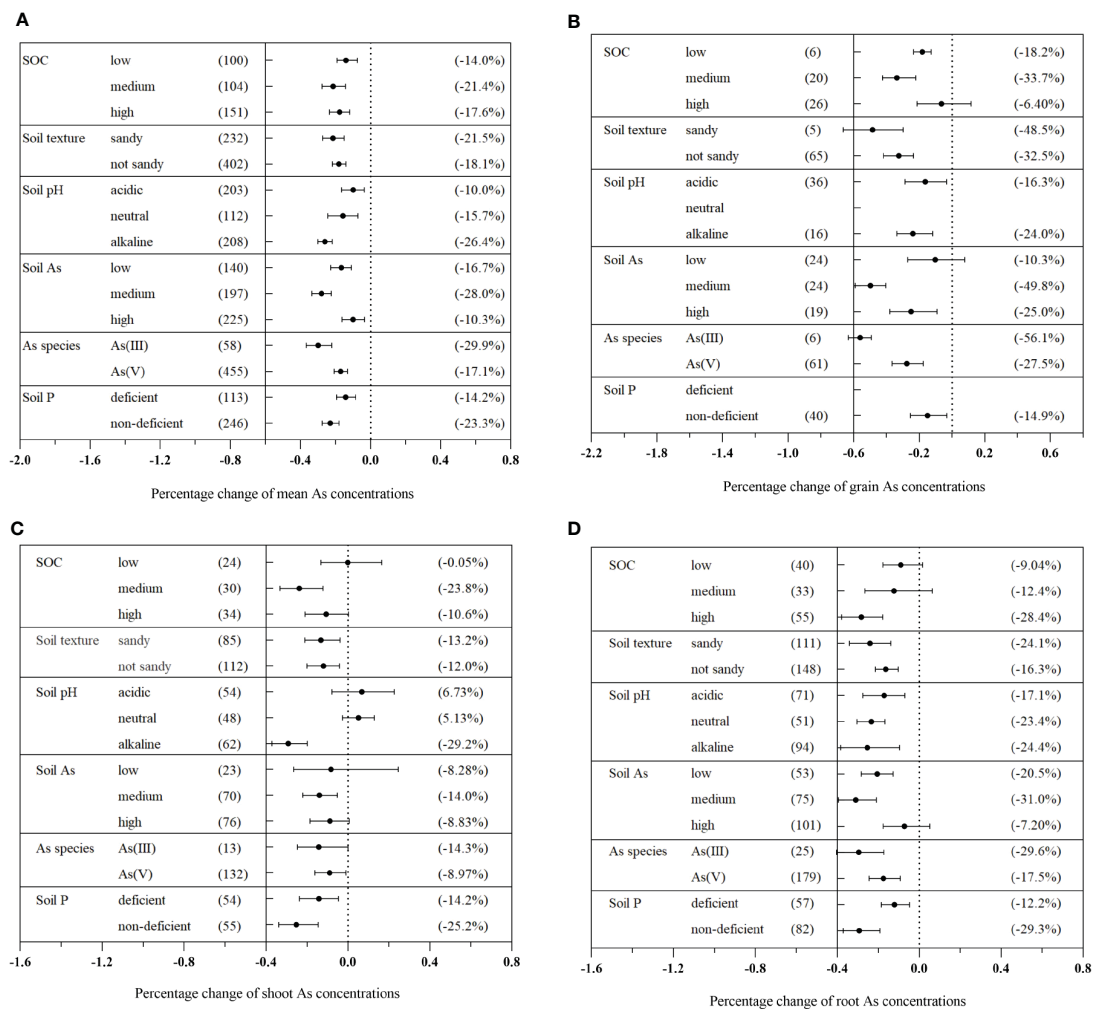 A
SOC low (100) (-14.0%)
medium (104) (-21.4%)
high (151) (-17.6%)
Soil texture sandy (232) (-21.5%)
not sandy (402) (-18.1%)
Soil pH acidic (203) (-10.0%)
neutral (112) (-15.7%)
alkaline (208) (-26.4%)
Soil As low (140) (-16.7%)
medium (197) (-28.0%)
high (225) (-10.3%)
As species As(III) (58) (-29.9%)
As(V) (455) (-17.1%)
Soil P deficient (113) (-14.2%)
non-deficient (246) (-23.3%)
-2.0 -1.6 -1.2 -0.8 -0.4 0.0 0.4 0.8
Percentage change of mean As concentrations
B
SOC low (6) (-18.2%)
medium (20) (-33.7%)
high (26) (-6.40%)
Soil texture sandy (5) (-48.5%)
not sandy (65) (-32.5%)
Soil pH acidic (36) (-16.3%)
neutral
alkaline (16) (-24.0%)
Soil As low (24) (-10.3%)
medium (24) (-49.8%)
high (19) (-25.0%)
As species As(III) (6) (-56.1%)
As(V) (61) (-27.5%)
Soil P deficient
non-deficient (40) (-14.9%)
-2.2 -1.8 -1.4 -1.0 -0.6 -0.2 0.2 0.6
Percentage change of grain As concentrations
C
SOC low (24) (-0.05%)
medium (30) (-23.8%)
high (34) (-10.6%)
Soil texture sandy (85) (-13.2%)
not sandy (112) (-12.0%)
Soil pH acidic (54) (6.73%)
neutral (48) (5.13%)
alkaline (62) (-29.2%)
Soil As low (23) (-8.28%)
medium (70) (-14.0%)
high (76) (-8.83%)
As species As(III) (13) (-14.3%)
As(V) (132) (-8.97%)
Soil P deficient (54) (-14.2%)
non-deficient (55) (-25.2%)
-1.6 -1.2 -0.8 -0.4 0.0 0.4 0.8
Percentage change of shoot As concentrations
D
SOC low (40) (-9.04%)
medium (33) (-12.4%)
high (55) (-28.4%)
Soil texture sandy (111) (-24.1%)
not sandy (148) (-16.3%)
Soil pH acidic (71) (-17.1%)
neutral (51) (-23.4%)
alkaline (94) (-24.4%)
Soil As low (53) (-20.5%)
medium (75) (-31.0%)
high (101) (-7.20%)
As species As(III) (25) (-29.6%)
As(V) (179) (-17.5%)
Soil P deficient (57) (-12.2%)
non-deficient (82) (-29.3%)
-1.6 -1.2 -0.8 -0.4 0.0 0.4 0.8
Percentage change of root As concentrations